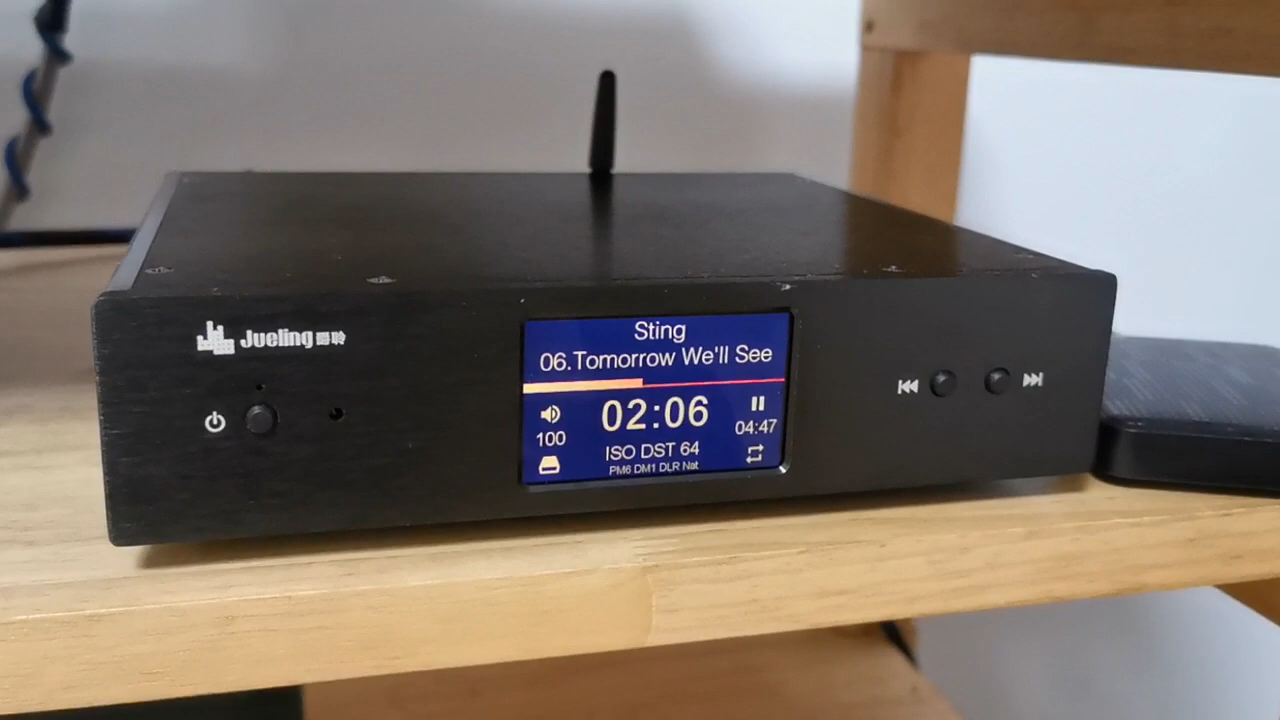 Jueling
Sting
06.Tomorrow We'll See
02:06
100
04:47
ISO DST 64
PM6 DM1 DLR Nat